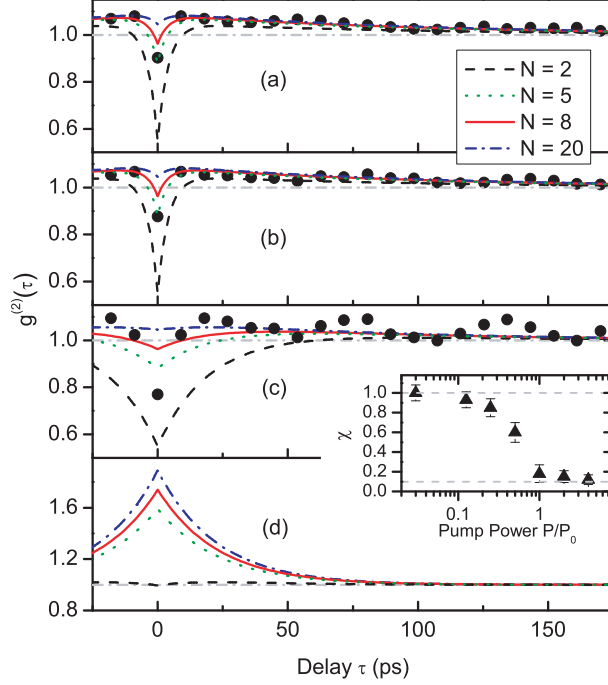 1.0
0.8
0.6
(a)
N = 2
N = 5
N = 8
N = 20
1.0
0.8
0.6
(b)
g(2)(τ)
1.0
0.8
0.6
(c)
1.6
1.2
0.8
(d)
1.0
0.8
0.6
0.4
0.2
0.0
χ
0.1 1
Pump Power P/P0
0 50 100 150
Delay τ (ps)